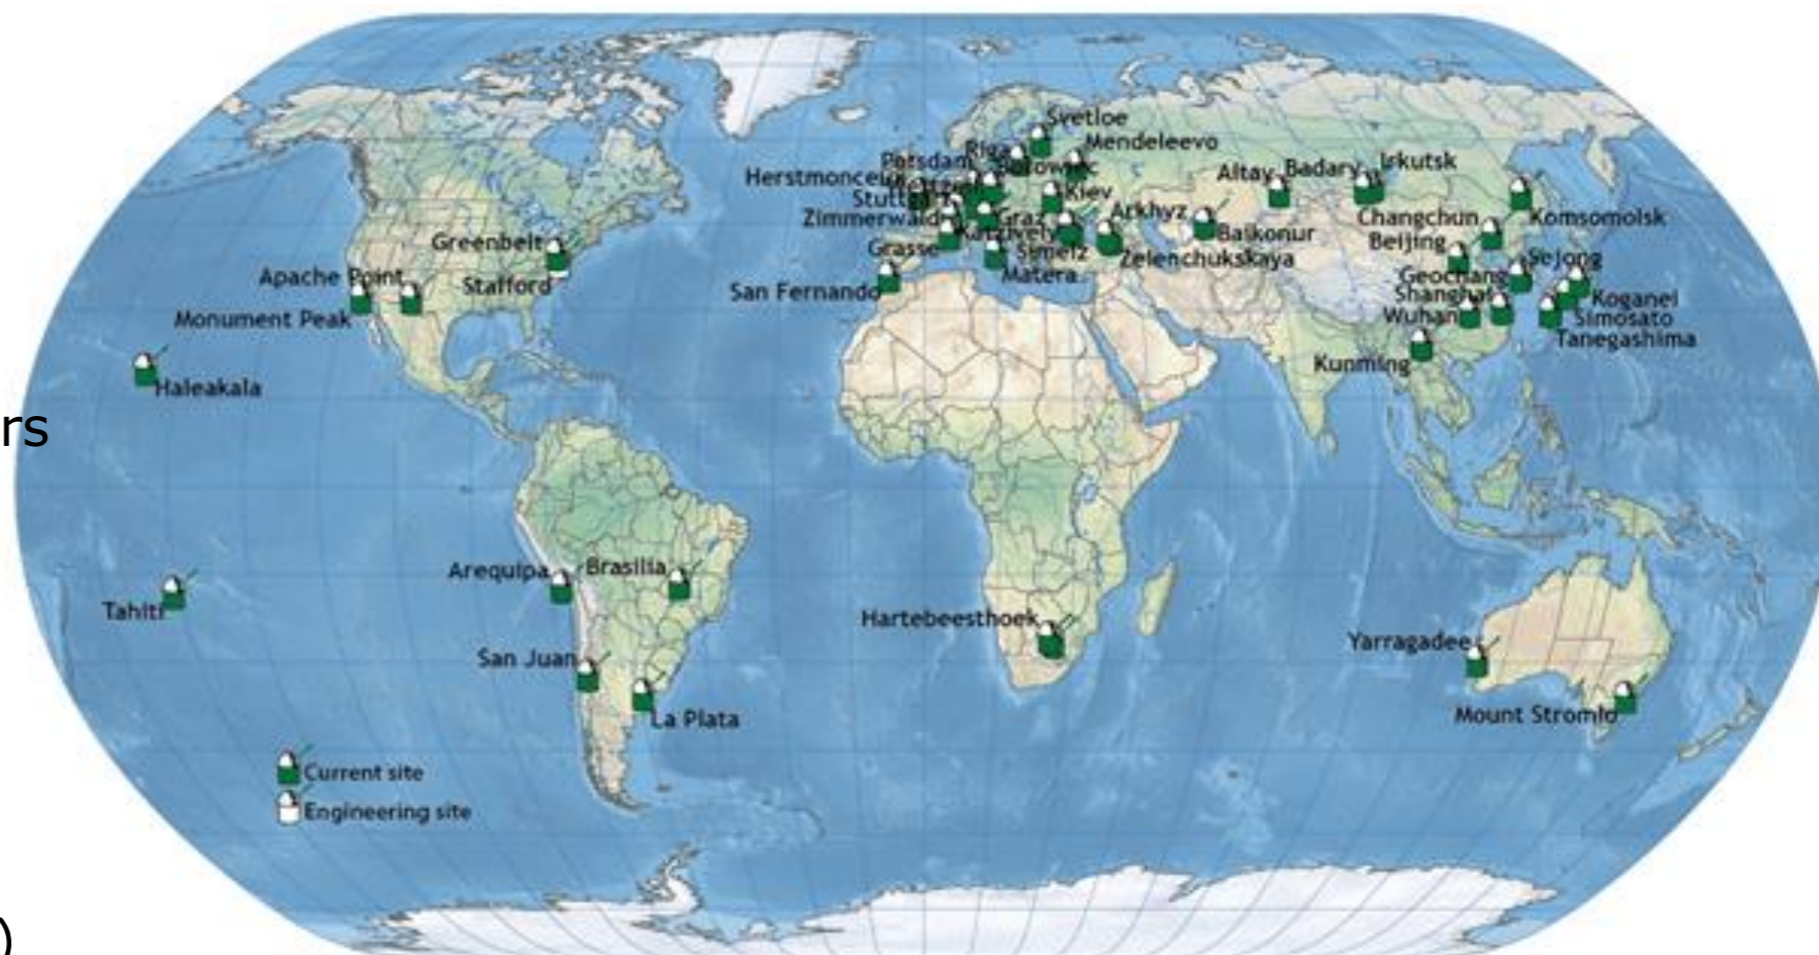 Svetloe
Mendeleevo
Riga
Potsdam
Altay
Badary
Irkutsk
Kiev
Zimmerwald
Graz
Arkhyz
Changchun
Komsomolsk
Greenbelt
Grasse
Katzively
Baikonur
Beijing
Simeiz
Zelenchukskaya
Sejong
Apache Point
Stafford
Matera
Geochang
San Fernando
Shanghai
Koganei
Monument Peak
Wuhan
Simosato
Tanegashima
Kunming
Haleakala
rs
Arequipa
Brasilia
Tahiti
Hartebeesthoek
Yarragadee
San Juan
La Plata
Mount Stromlo
Current site
Engineering site
)